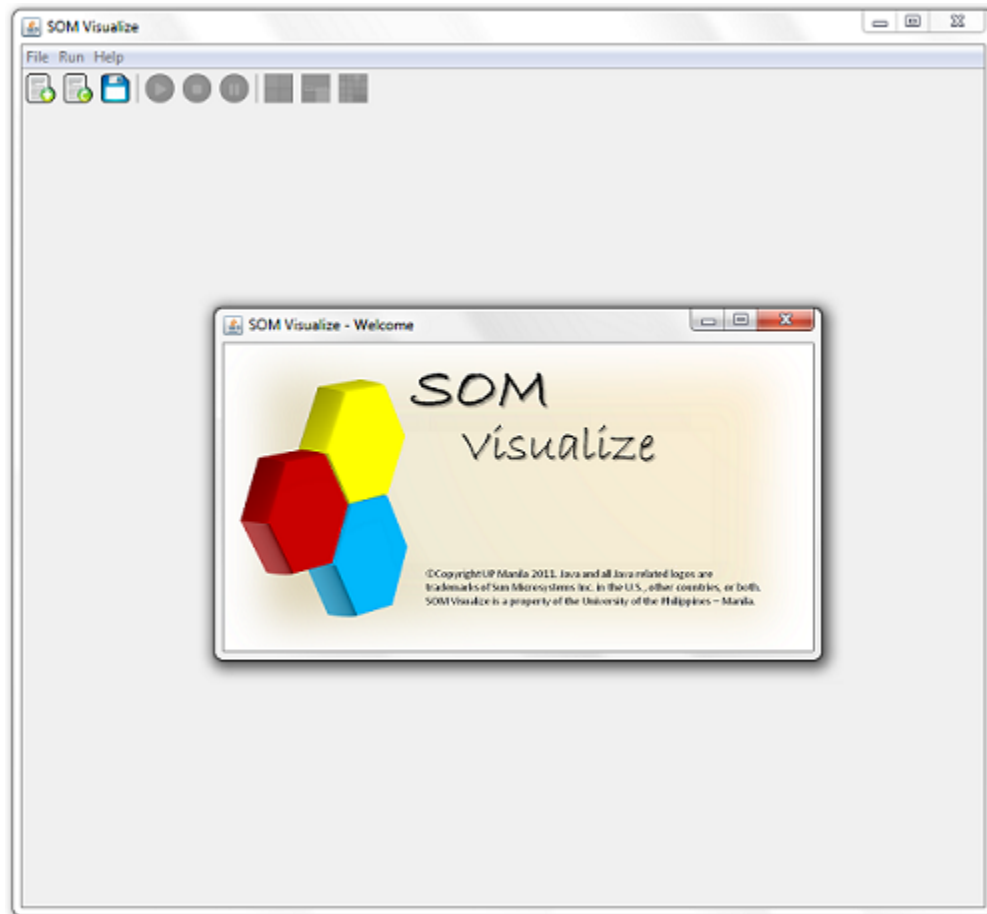 SOM Visualize
File Run Help
SOM Visualize - Welcome
SOM
Visualize
©Copyright UP Manila 2011. Java and all Java related logos are
trademarks of Sun Microsystems Inc. in the U.S., other countries, or both.
SOM Visualize is a property of the University of the Philippines – Manila.